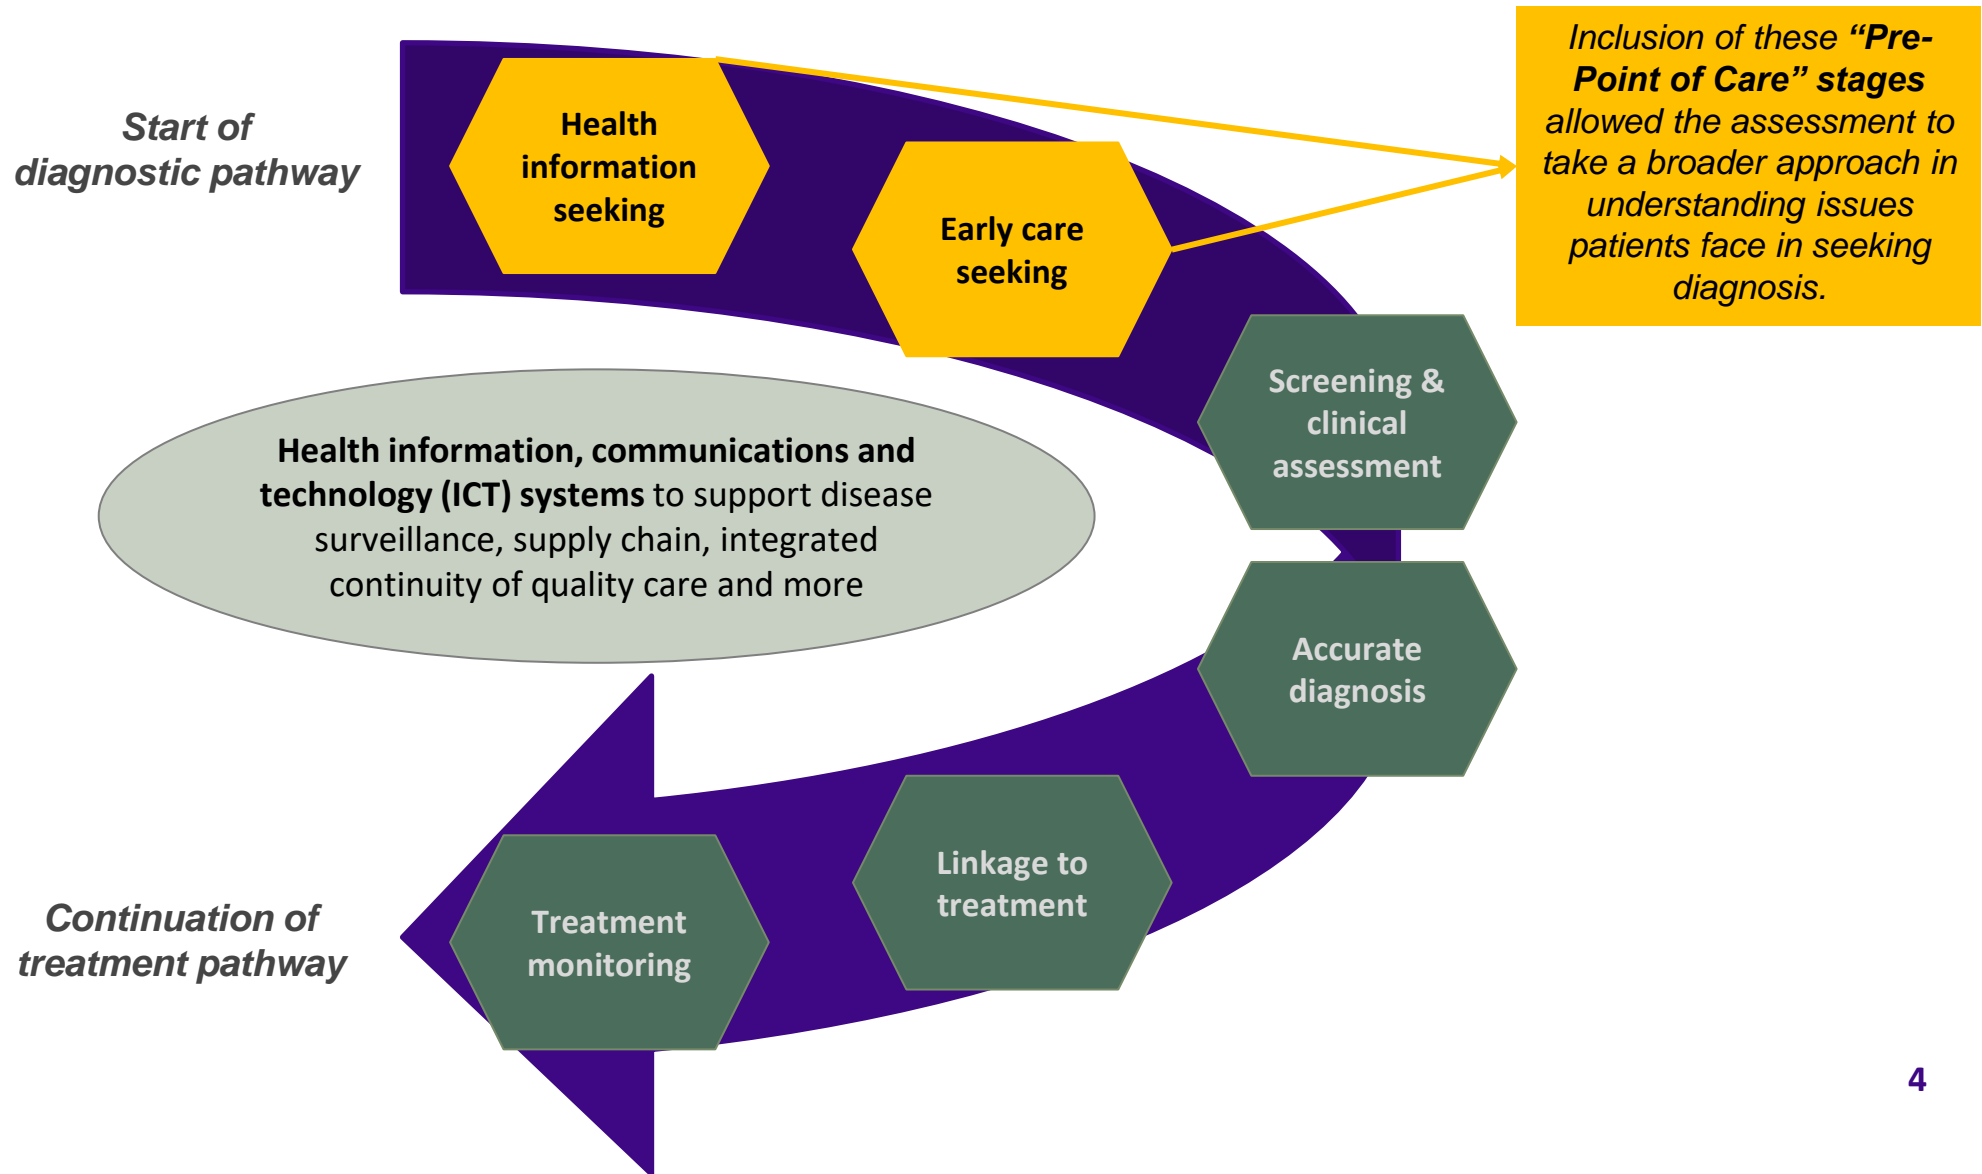 Start of
diagnostic pathway
Health
information
seeking
Early care
seeking
Inclusion of these “Pre-
Point of Care” stages
allowed the assessment to
take a broader approach in
understanding issues
patients face in seeking
diagnosis.
Screening &
clinical
assessment
Health information, communications and
technology (ICT) systems to support disease
surveillance, supply chain, integrated
continuity of quality care and more
Accurate
diagnosis
Linkage to
treatment
Treatment
monitoring
Continuation of
treatment pathway
4